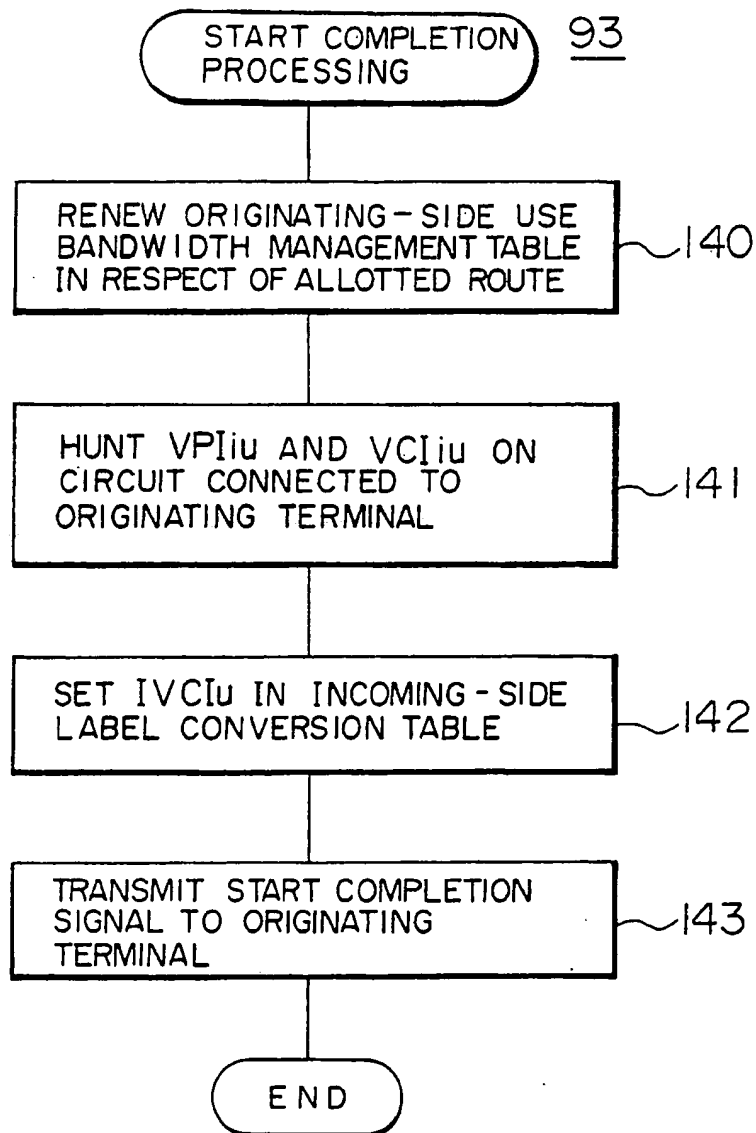 START COMPLETION
PROCESSING
93
RENEW ORIGINATING-SIDE USE
BANDWIDTH MANAGEMENT TABLE
IN RESPECT OF ALLOTTED ROUTE
140
HUNT VPIiu AND VCIiu ON
CIRCUIT CONNECTED TO
ORIGINATING TERMINAL
141
SET IVCIu IN INCOMING-SIDE
LABEL CONVERSION TABLE
142
TRANSMIT START COMPLETION
SIGNAL TO ORIGINATING
TERMINAL
143
END